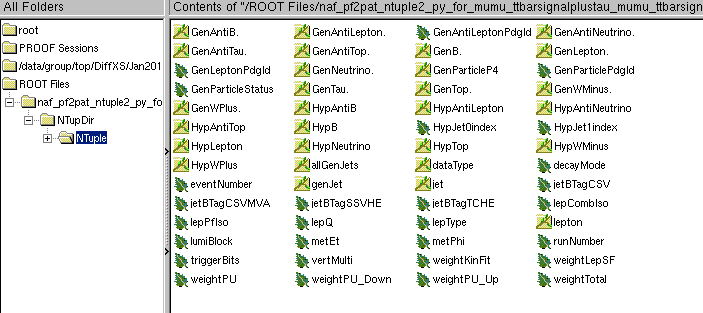 All Folders
Contents of "/ROOT Files/naf_pf2pat_ntuple2_py_for_mumu_ttbarsignalplustau_mumu_ttbarsign
root
PROOF Sessions
/data/group/top/DiffXS/Jan201
ROOT Files
naf_pf2pat_ntuple2_py_fo
NTupDir
NTuple
GenAntiB. GenAntiLepton. GenAntiLeptonPdgId GenAntiNeutrino.
GenAntiTau. GenAntiTop. GenB. GenLepton.
GenLeptonPdgId GenNeutrino. GenParticleP4 GenParticlePdgId
GenParticleStatus GenTau. GenTop. GenWMinus.
GenWPlus. HypAntiB HypAntiLepton HypAntiNeutrino
HypAntiTop HypB HypJet0index HypJet1index
HypLepton HypNeutrino HypTop HypWMinus
HypWPlus allGenJets dataType decayMode
eventNumber genJet jet jetBTagCSV
jetBTagCSVMVA jetBTagSSVHE jetBTagTCHE lepCombIso
lepPfIso lepQ lepType lepton
lumiBlock metEt metPhi runNumber
triggerBits vertMulti weightKinFit weightLepSF
weightPU weightPU_Down weightPU_Up weightTotal